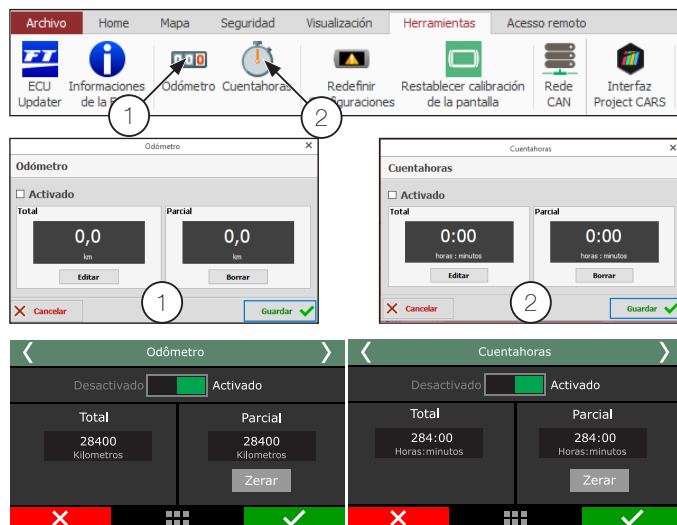 Archivo Home Mapa Seguridad Visualización Herramientas Acesso remoto
FT
ECU Updater
Informaciones de la
Odómetro
Cuentahoras
Redefinir
Restablecer calibración de la pantalla
Rede CAN
Interfaz Project CARS
1
2
Odómetro
Odómetro
Activado
Total Parcial
0,0 0,0
km km
Editar Borrar
Cancelar 1 Guardar
Cuentahoras
Cuentahoras
Activado
Total Parcial
0:00 0:00
horas : minutos horas : minutos
Editar Borrar
Cancelar 2 Guardar
Odômetro
Desactivado Activado
Total Parcial
28400 28400
Kilometros Kilometros
Zerar
Cuentahoras
Desactivado Activado
Total Parcial
284:00 284:00
Horas:minutos Horas:minutos
Zerar